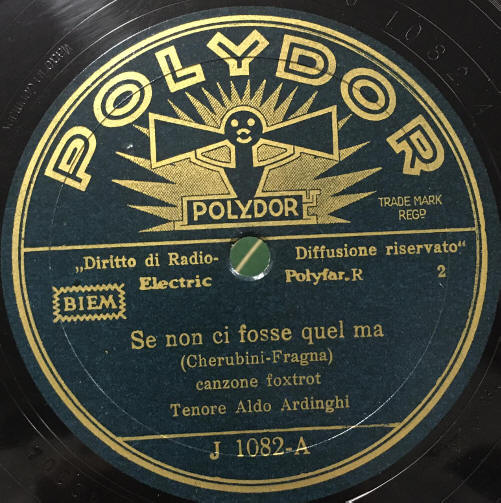 POLYDOR
POLYDOR
TRADE MARK
REGD
„Diritto di Radio- Diffusione riservato“
Electric Polyfar.R 2
BIEM
Se non ci fosse quel ma
(Cherubini-Fragna)
canzone foxtrot
Tenore Aldo Ardinghi
J 1082-A